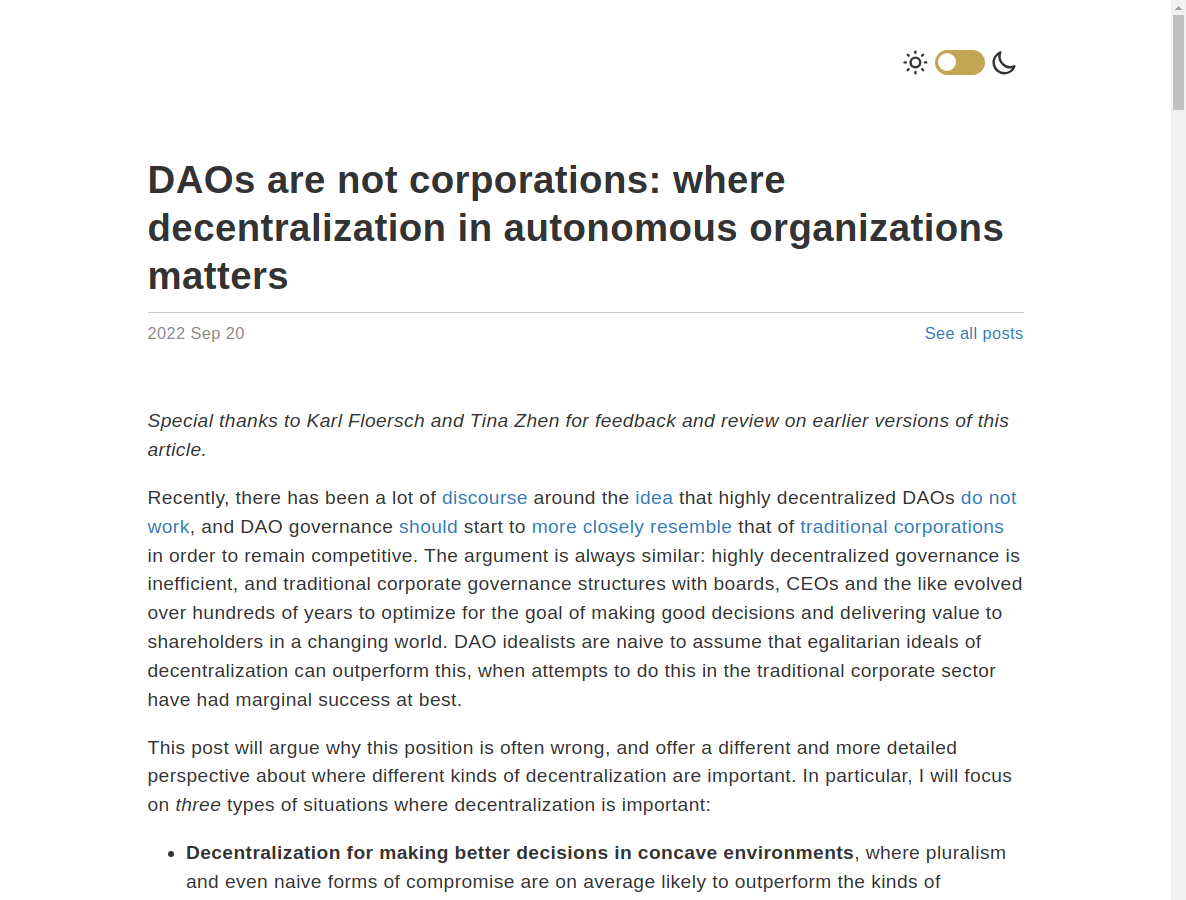 DAOs are not corporations: where
decentralization in autonomous organizations
matters
2022 Sep 20
See all posts
Special thanks to Karl Floersch and Tina Zhen for feedback and review on earlier versions of this
article.
Recently, there has been a lot of discourse around the idea that highly decentralized DAOs do not
work, and DAO governance should start to more closely resemble that of traditional corporations
in order to remain competitive. The argument is always similar: highly decentralized governance is
inefficient, and traditional corporate governance structures with boards, CEOs and the like evolved
over hundreds of years to optimize for the goal of making good decisions and delivering value to
shareholders in a changing world. DAO idealists are naive to assume that egalitarian ideals of
decentralization can outperform this, when attempts to do this in the traditional corporate sector
have had marginal success at best.
This post will argue why this position is often wrong, and offer a different and more detailed
perspective about where different kinds of decentralization are important. In particular, I will focus
on three types of situations where decentralization is important:
• Decentralization for making better decisions in concave environments, where pluralism
and even naive forms of compromise are on average likely to outperform the kinds of